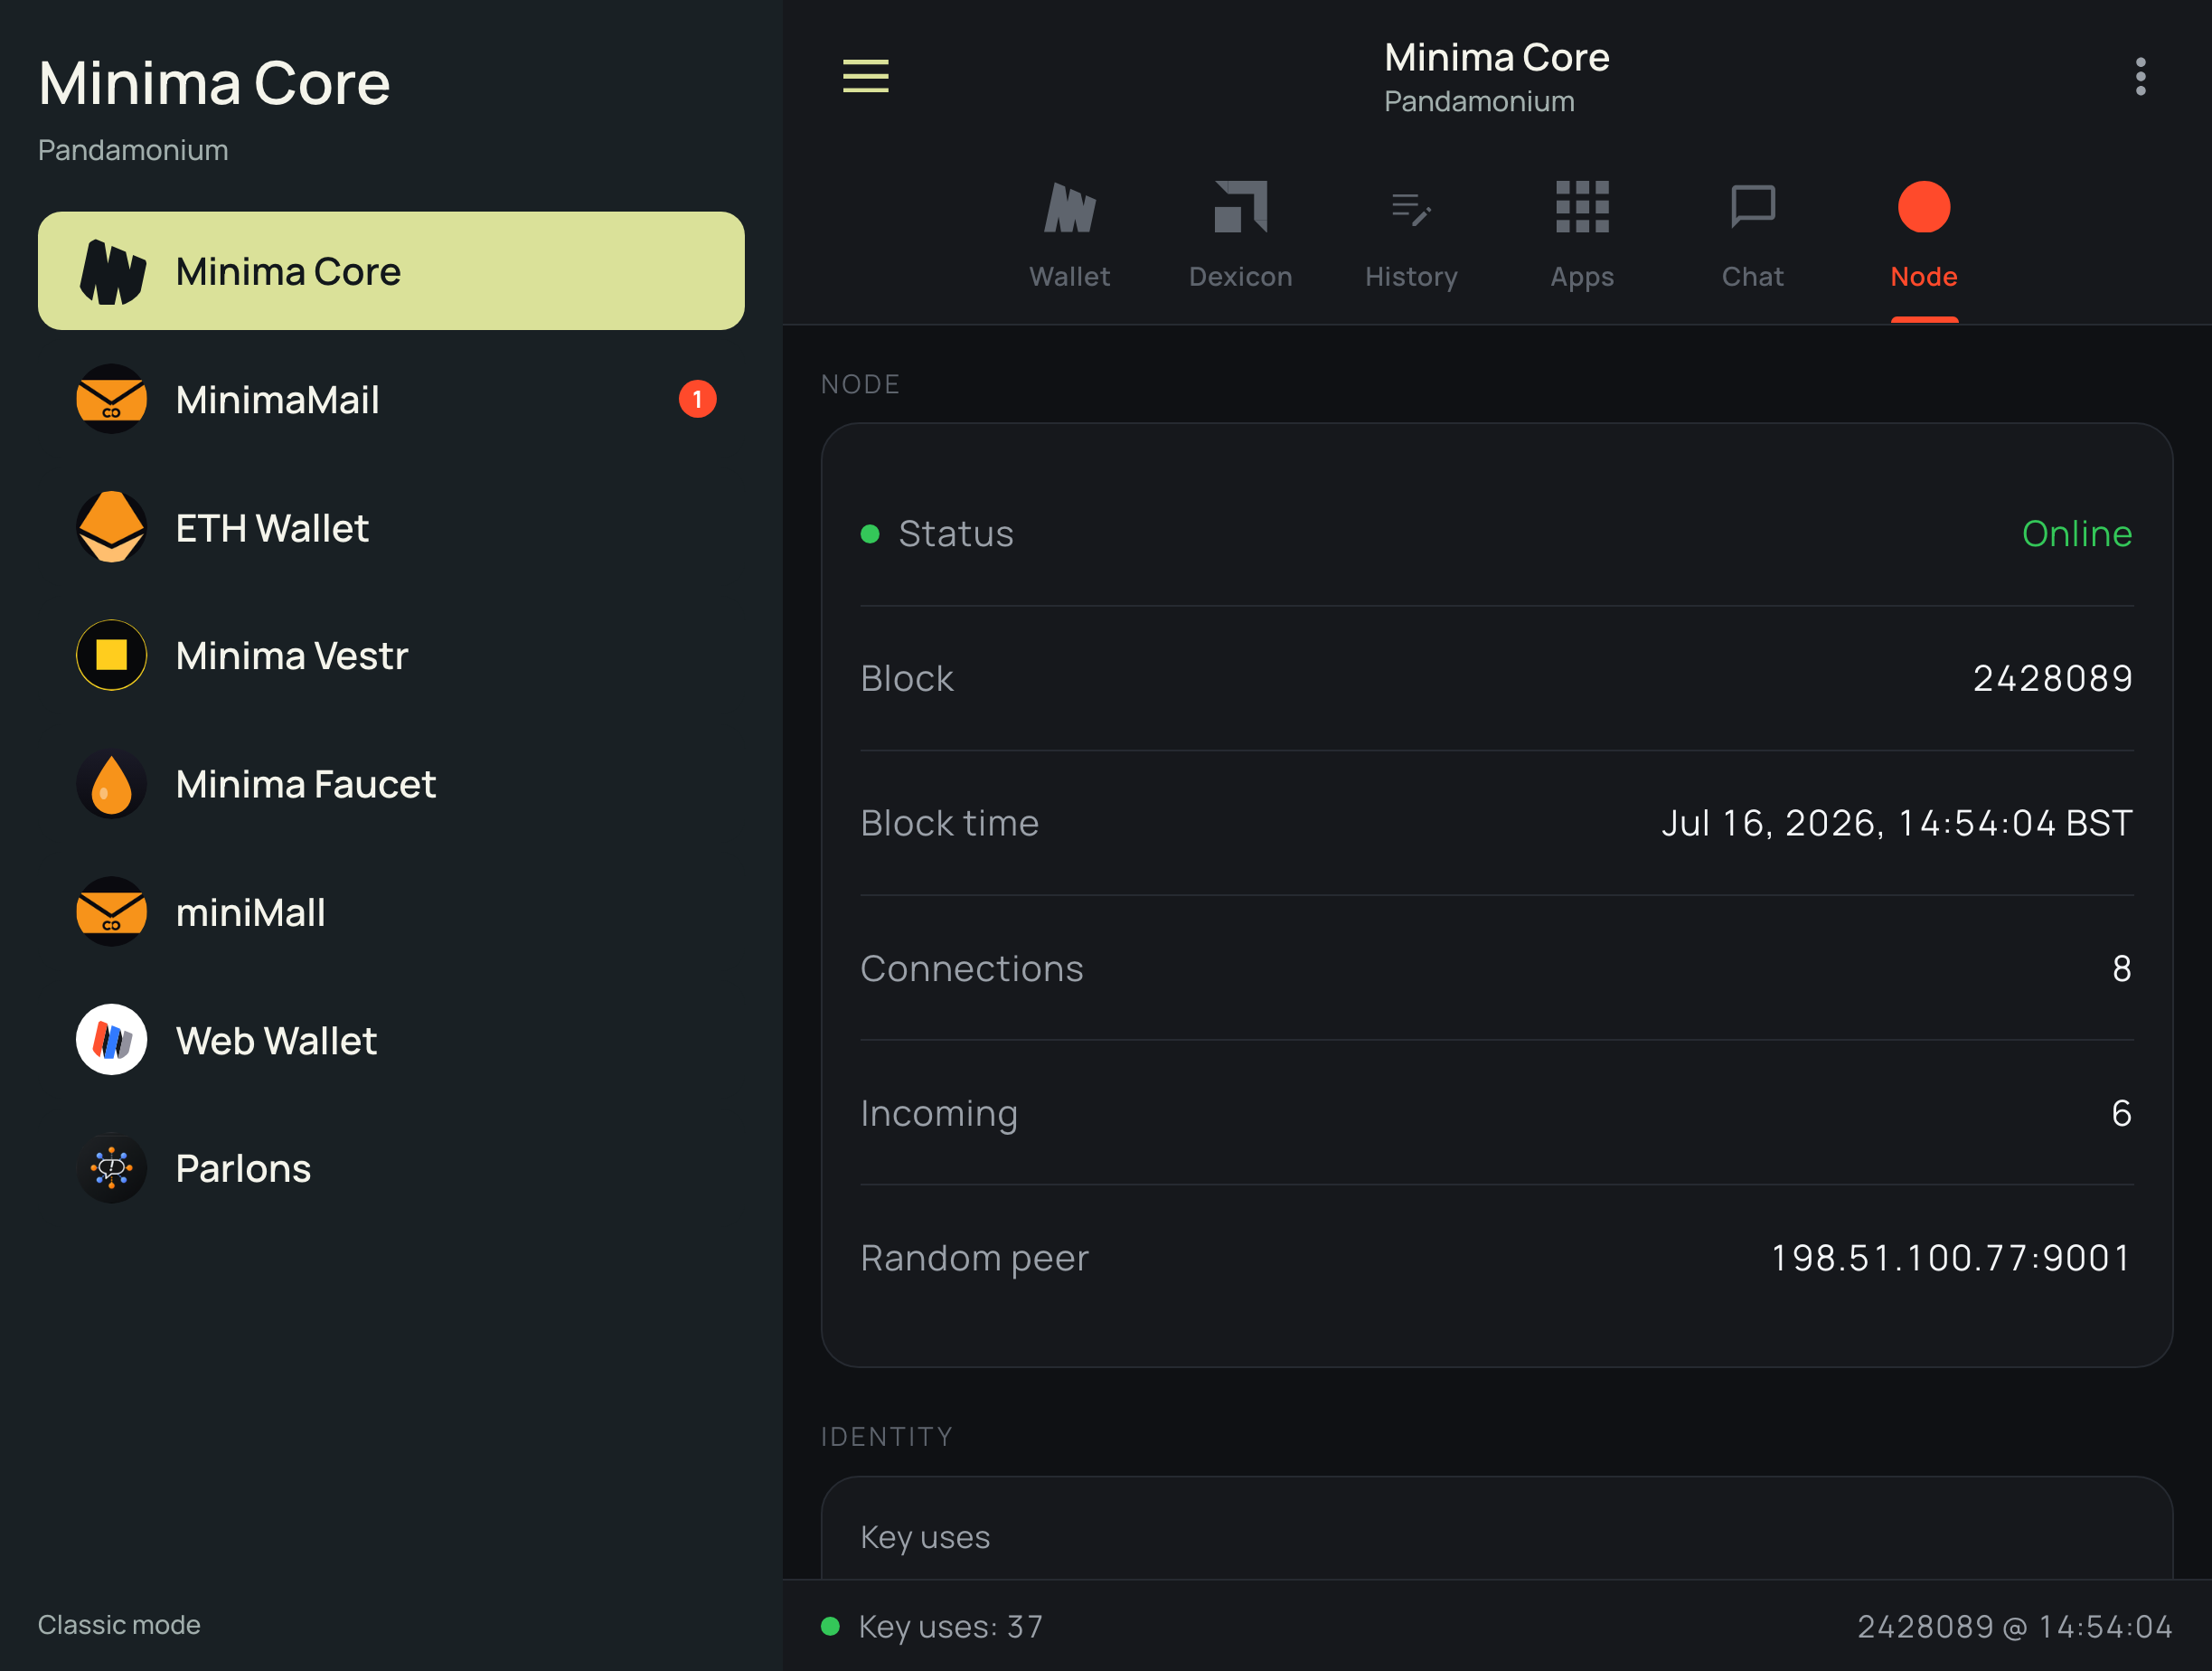 Minima Core
Pandamonium
Minima Core
MinimaMail
1
ETH Wallet
Minima Vestr
Minima Faucet
miniMall
Web Wallet
Parlons
Classic mode
Minima Core
Pandamonium
Wallet
Dexicon
History
Apps
Chat
Node
NODE
Status
Online
Block
2428089
Block time
Jul 16, 2026, 14:54:04 BST
Connections
8
Incoming
6
Random peer
198.51.100.77:9001
IDENTITY
Key uses
Key uses: 37
2428089 @ 14:54:04